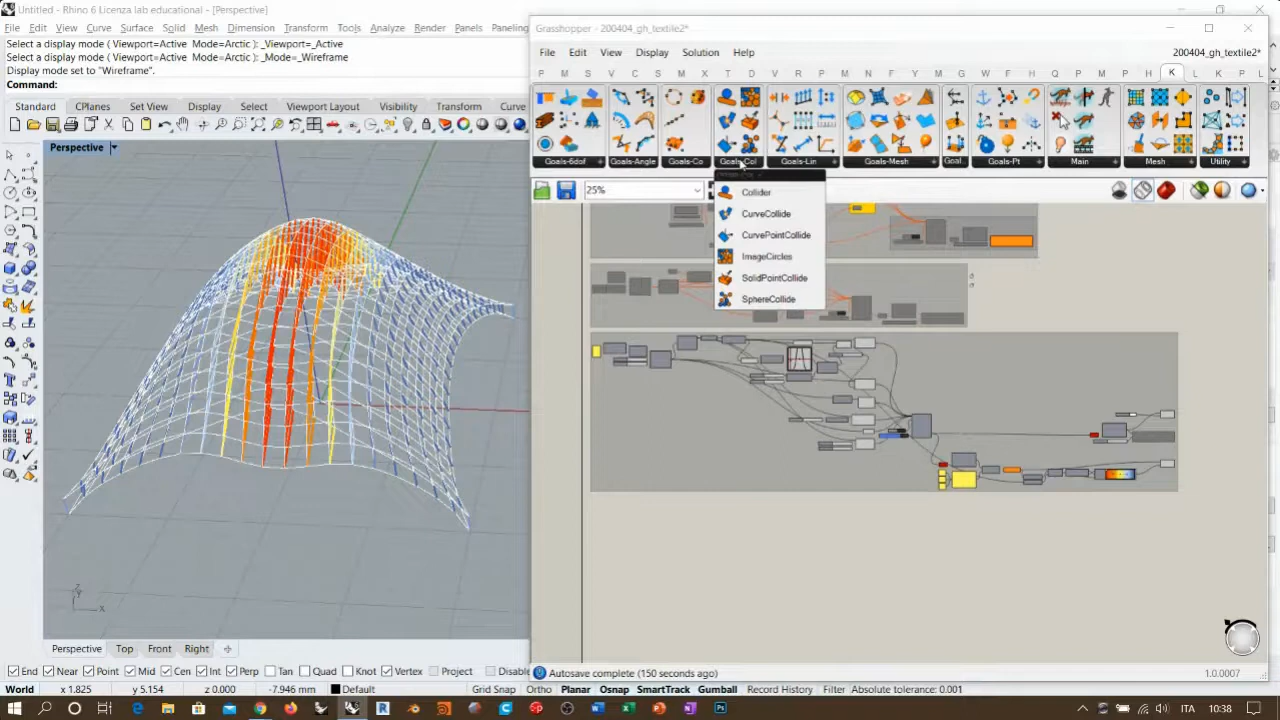 Untitled - Rhino 6 Licenza lab educational - [Perspective]
File Edit View Curve Surface Solid Mesh Dimension Transform Tools Analyze Render Panels Help
Select a display mode ( Viewport=Active Mode=Arctic ): _Viewport=_Active
Select a display mode ( Viewport=Active Mode=Arctic ): _Mode=_Wireframe
Display mode set to "Wireframe".
Command:
Standard CPlanes Set View Display Select Viewport Layout Visibility Transform Curve
Perspective
Z
Y
X
Perspective Top Front Right
End Near Point Mid Cen Int Perp Tan Quad Knot Vertex Project Disable
World x 1.825 y 5.154 z 0.000 -7.946 mm Default Grid Snap Ortho Planar Osnap SmartTrack Gumball Record History Filter Absolute tolerance: 0.001
Grasshopper - 200404_gh_textile2*
File Edit View Display Solution Help 200404_gh_textile2*
P M S V C S M X T D L V R D M N F A Y M G L E H Q P M P H K L K P L
Goals-6dof Goals-Angle Goals-Co Goals-Col Goals-Lin Goals-Mesh Goal... Goals-Pt Main Mesh Utility
25%
Collider
CurveCollide
CurvePointCollide
ImageCircles
SolidPointCollide
SphereCollide
Autosave complete (150 seconds ago) 1.0.0007
ITA 10:38